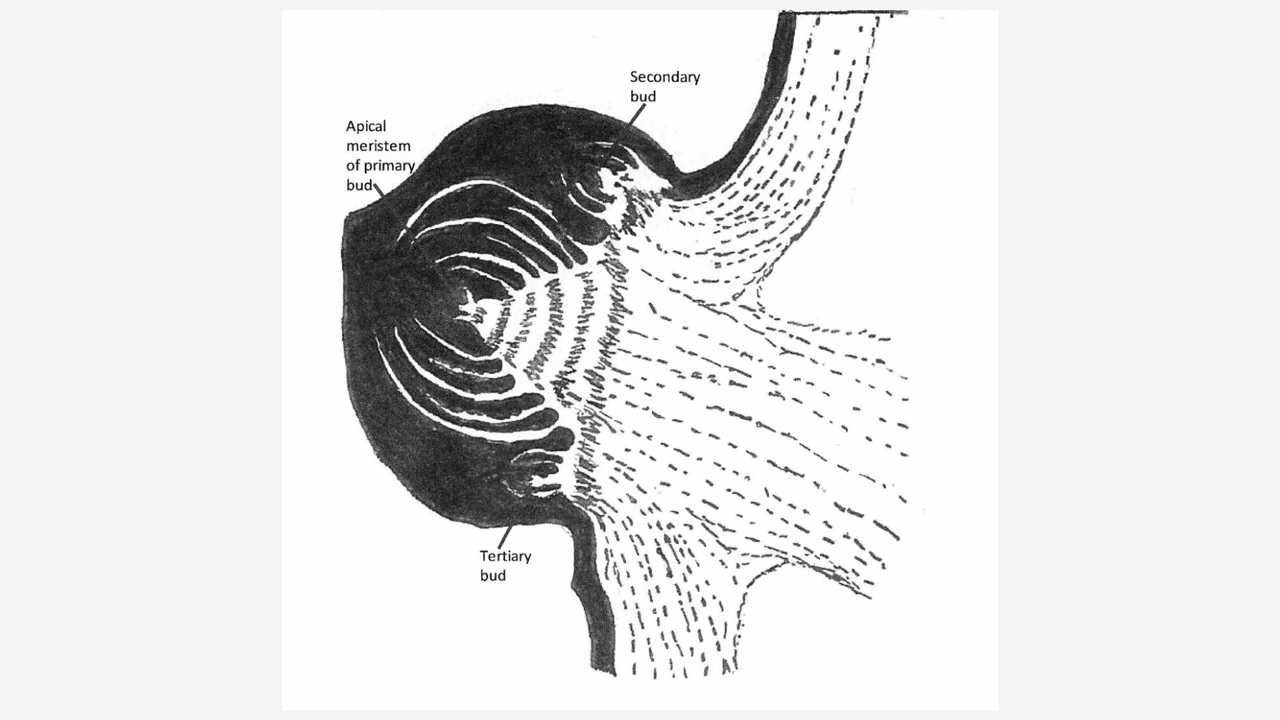 Secondary
bud
Apical
meristem
of primary
bud
Tertiary
bud